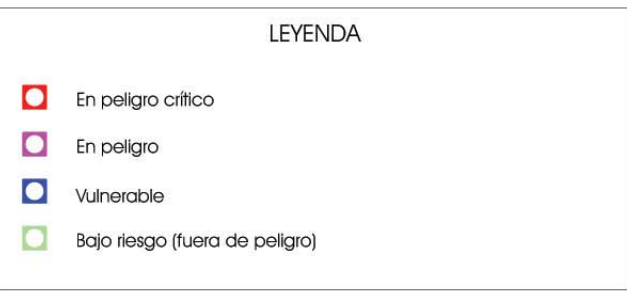 LEYENDA
En peligro crítico
En peligro
Vulnerable
Bajo riesgo (fuera de peligro)